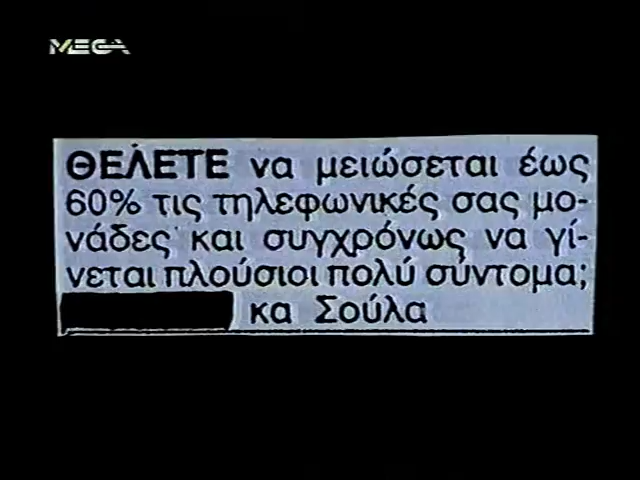 MEGA
ΘΕΛΕΤΕ να μειώσεται έως
60% τις τηλεφωνικές σας μο-
νάδες και συγχρόνως να γί-
νεται πλούσιοι πολύ σύντομα;
κα Σούλα